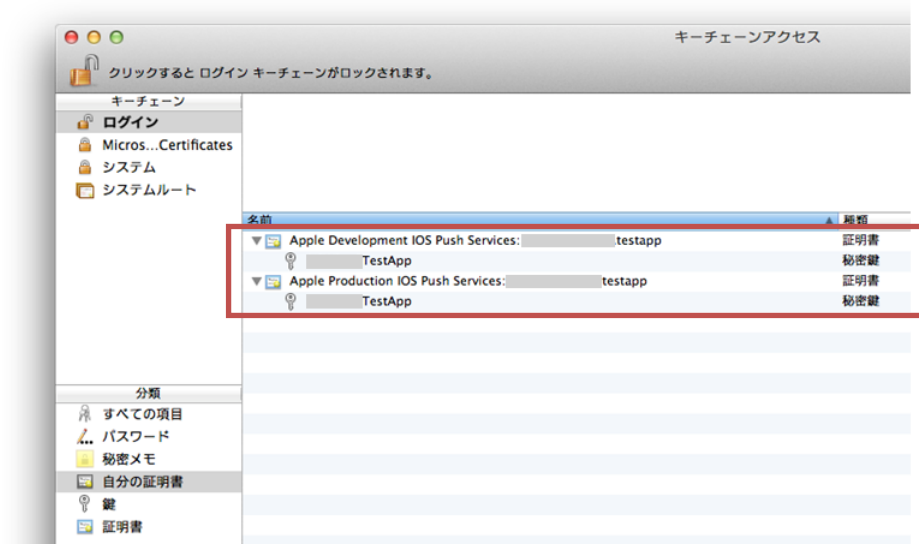 キーチェーンアクセス
クリックすると ログイン キーチェーンがロックされます。
キーチェーン
ログイン
Micros...Certificates
システム
システムルート
名前 種類
Apple Development IOS Push Services: .testapp 証明書
TestApp 秘密鍵
Apple Production IOS Push Services: testapp 証明書
TestApp 秘密鍵
分類
すべての項目
パスワード
秘密メモ
自分の証明書
鍵
証明書